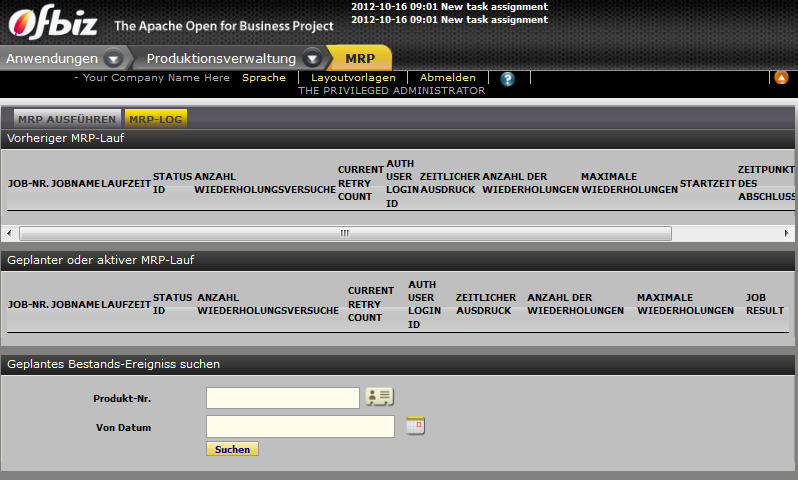 Ofbiz The Apache Open for Business Project
2012-10-16 09:01 New task assignment
2012-10-16 09:01 New task assignment
Anwendungen Produktionsverwaltung MRP
- Your Company Name Here Sprache Layoutvorlagen Abmelden ?
THE PRIVILEGED ADMINISTRATOR
MRP AUSFÜHREN MRP-LOG
Vorheriger MRP-Lauf
JOB-NR. JOBNAME LAUFZEIT STATUS ID ANZAHL WIEDERHOLUNGSVERSUCHE CURRENT RETRY COUNT AUTH USER LOGIN ID ZEITLICHER AUSDRUCK ANZAHL DER WIEDERHOLUNGEN MAXIMALE WIEDERHOLUNGEN STARTZEIT ZEITPUNKT DES ABSCHLUSS
Geplanter oder aktiver MRP-Lauf
JOB-NR. JOBNAME LAUFZEIT STATUS ID ANZAHL WIEDERHOLUNGSVERSUCHE CURRENT RETRY COUNT AUTH USER LOGIN ID ZEITLICHER AUSDRUCK ANZAHL DER WIEDERHOLUNGEN MAXIMALE WIEDERHOLUNGEN JOB RESULT
Geplantes Bestands-Ereigniss suchen
Produkt-Nr.
Von Datum
Suchen